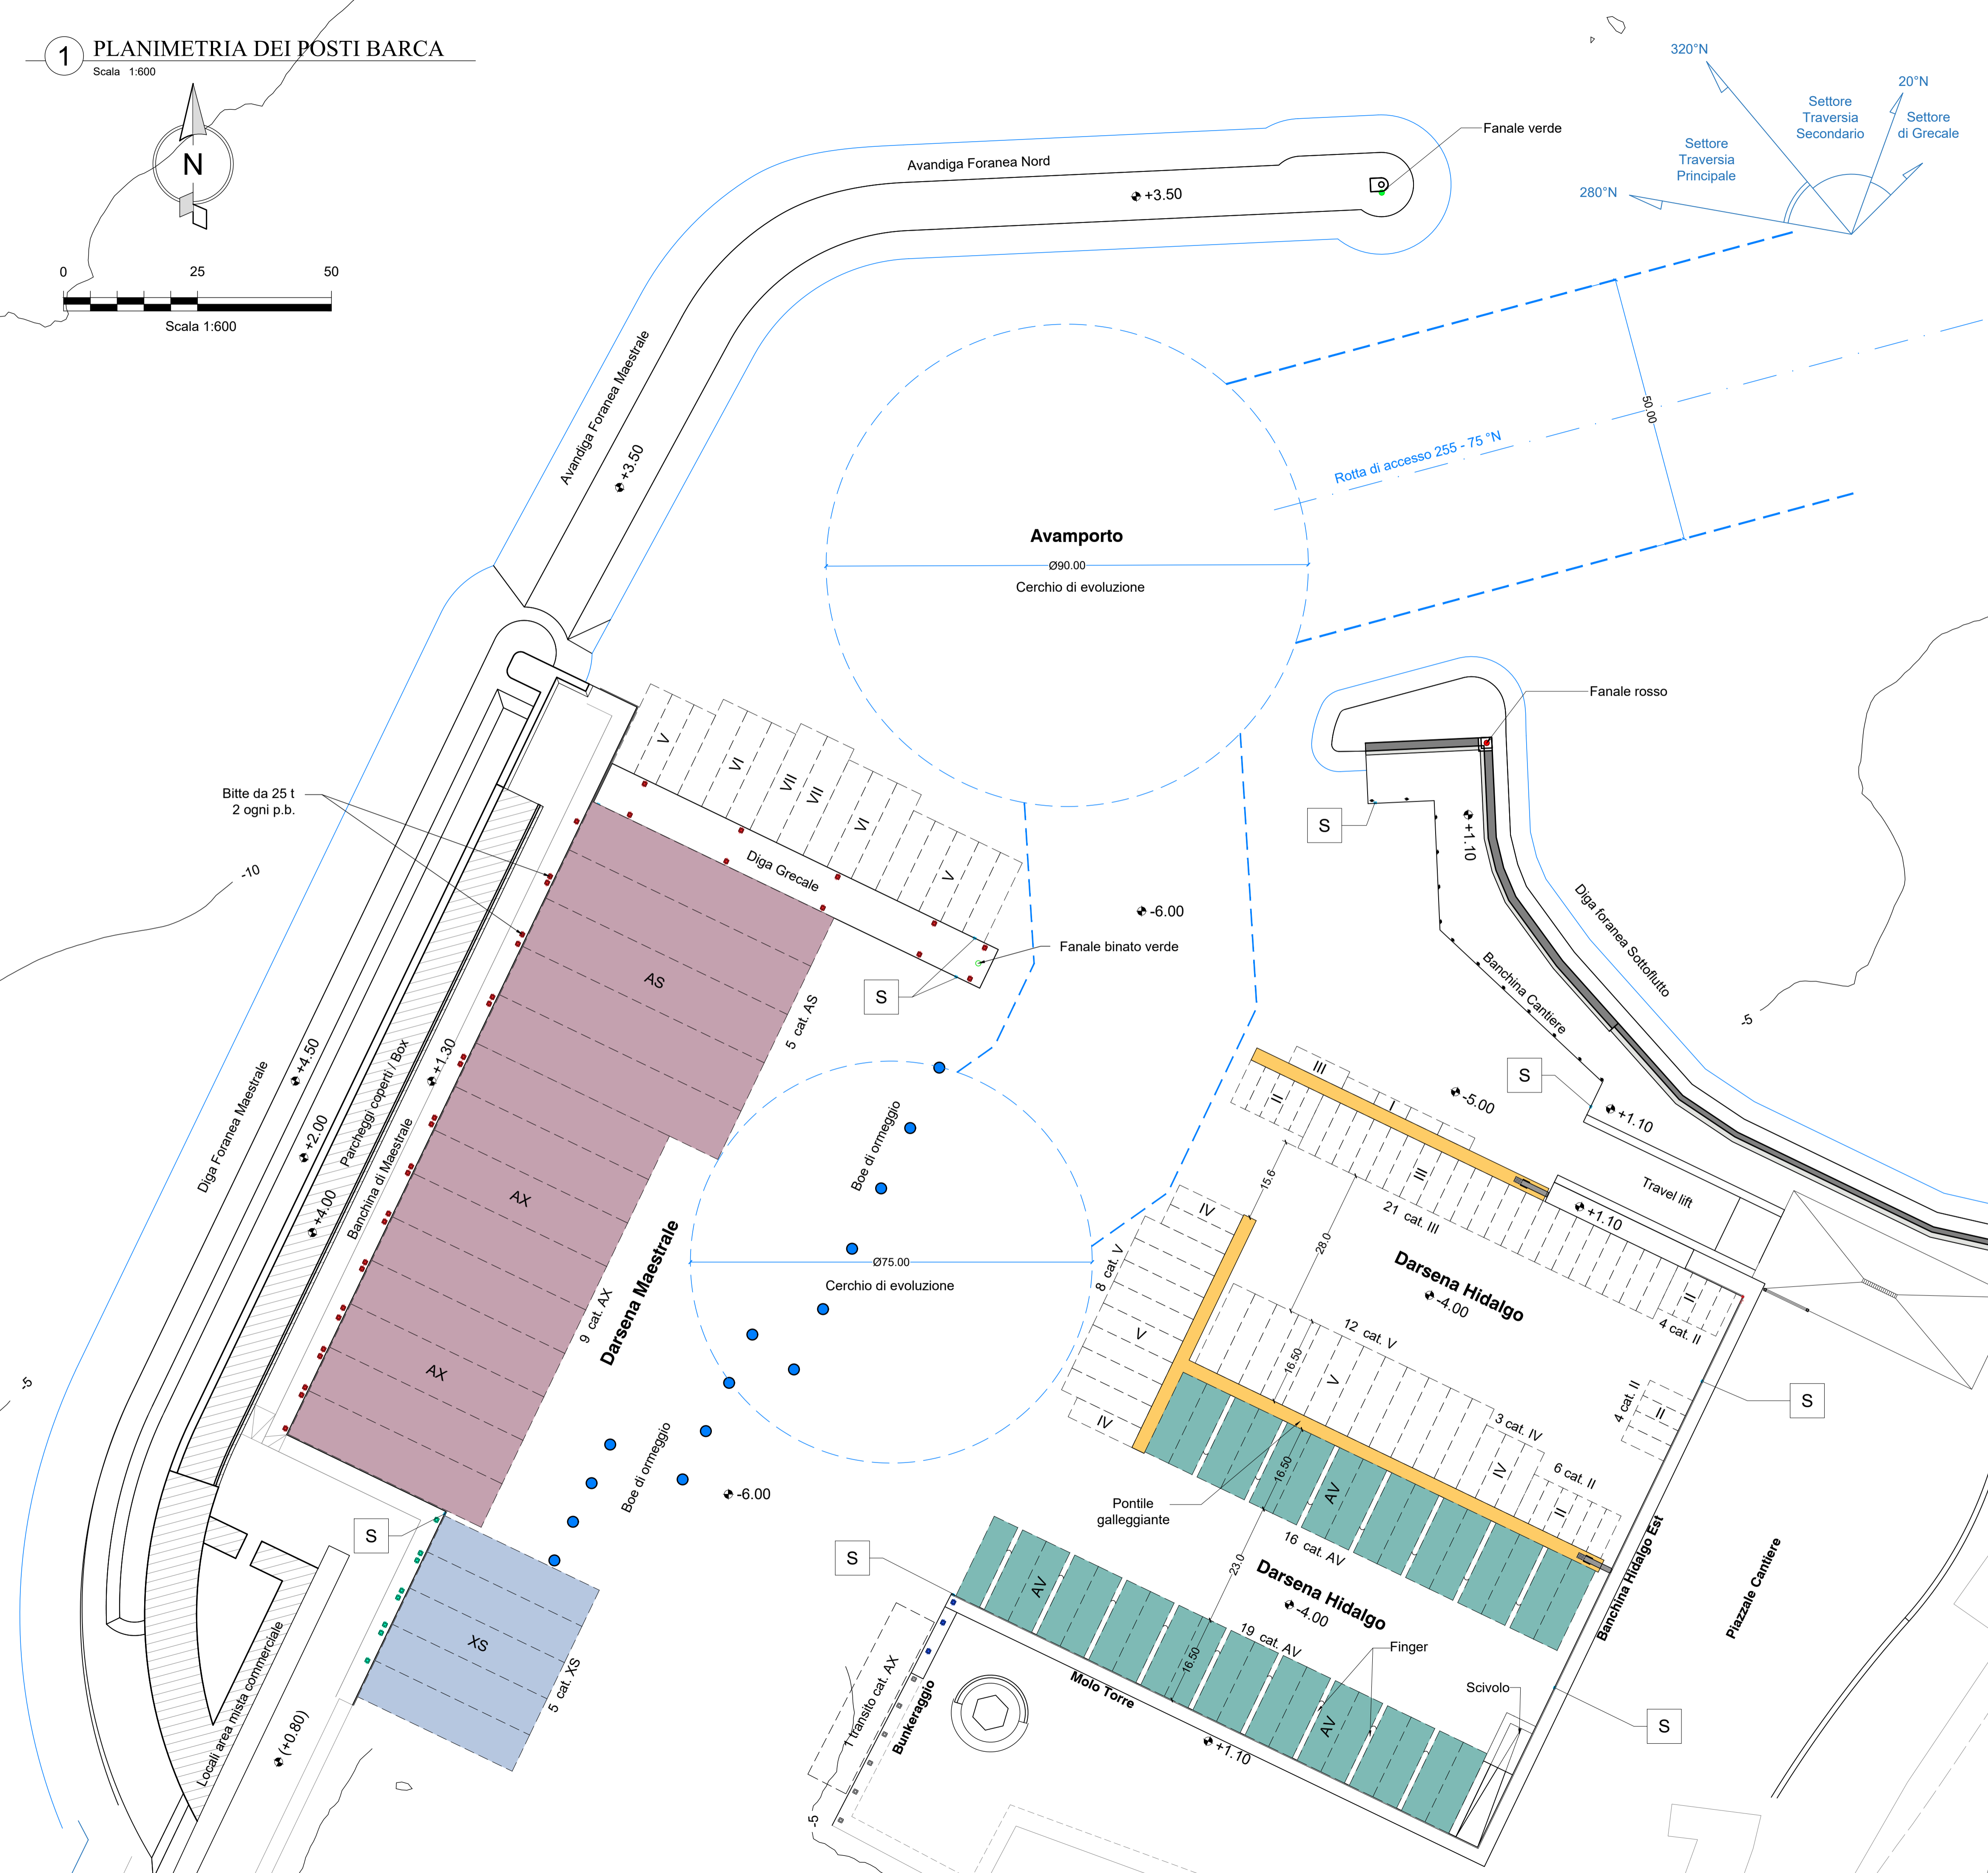 1
PLANIMETRIA DEI POSTI BARCA
Scala 1:600
N
0 25 50
Scala 1:600
320°N
20°N
280°N
Settore
Traversia
Principale
Settore
Traversia
Secondario
Settore
di Grecale
Fanale verde
Avandiga Foranea Nord
+3.50
Avandiga Foranea Maestrale
+3.50
50.00
Rotta di accesso 255 - 75 °N
Avamporto
Ø90.00
Cerchio di evoluzione
Fanale rosso
S
+1.10
Diga foranea Sottoflutto
Banchina Cantiere
-5
S
+1.10
-5.00
Travel lift
+1.10
Bitte da 25 t
2 ogni p.b.
-10
V
VI
VII
VII
VI
V
Diga Grecale
-6.00
Fanale binato verde
S
AS
5 cat. AS
Diga Foranea Maestrale
+4.50
+2.00
+4.00
Parcheggi coperti / Box
+1.30
Banchina di Maestrale
AX
AX
9 cat. AX
Darsena Maestrale
Boe di ormeggio
Ø75.00
Cerchio di evoluzione
Boe di ormeggio
-6.00
-5
S
XS
5 cat. XS
Locali area mista commerciale
(+0.80)
III
II
I
III
21 cat. III
15.6
28.0
IV
8 cat. V
V
IV
Darsena Hidalgo
-4.00
II
4 cat. II
4 cat. II
II
S
12 cat. V
V
16.50
3 cat. IV
IV
6 cat. II
II
16.50
AV
Pontile
galleggiante
16 cat. AV
23.0
Darsena Hidalgo
-4.00
Banchina Hidalgo Est
Piazzale Cantiere
S
AV
19 cat. AV
16.50
AV
Finger
Scivolo
S
Molo Torre
+1.10
1 transito cat. AX
Bunkeraggio
-5